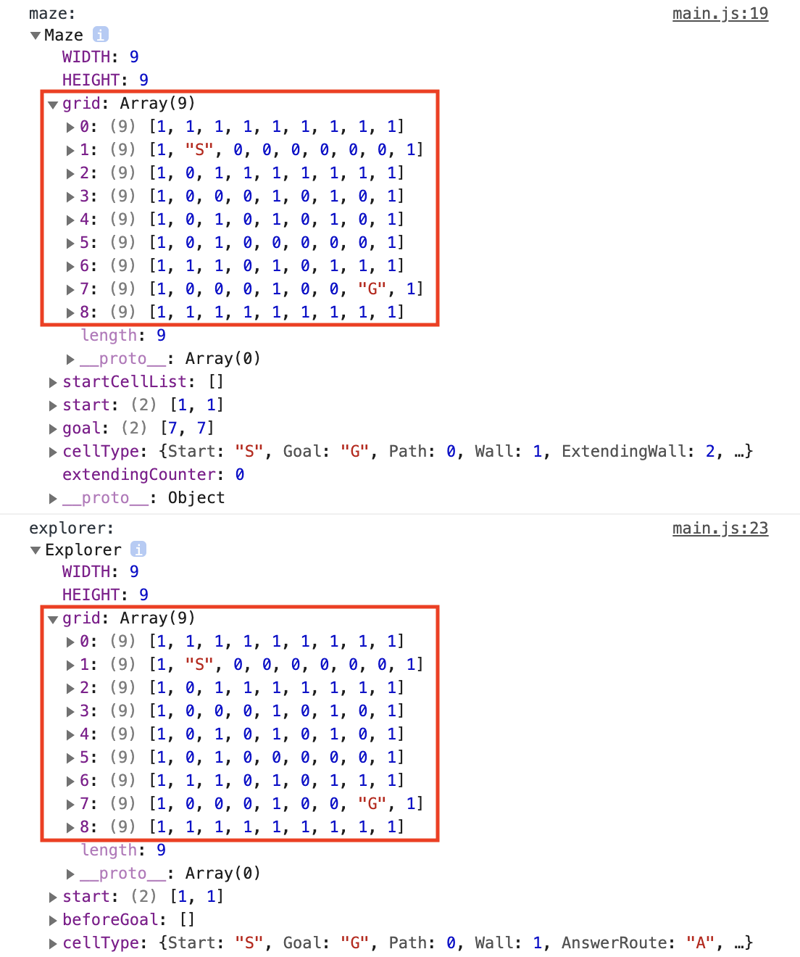 maze: main.js:19
▼Maze i
WIDTH: 9
HEIGHT: 9
▼grid: Array(9)
▶0: (9) [1, 1, 1, 1, 1, 1, 1, 1, 1]
▶1: (9) [1, "S", 0, 0, 0, 0, 0, 0, 1]
▶2: (9) [1, 0, 1, 1, 1, 1, 1, 1, 1]
▶3: (9) [1, 0, 0, 0, 1, 0, 1, 0, 1]
▶4: (9) [1, 0, 1, 0, 1, 0, 1, 0, 1]
▶5: (9) [1, 0, 1, 0, 0, 0, 0, 0, 1]
▶6: (9) [1, 1, 1, 0, 1, 0, 1, 1, 1]
▶7: (9) [1, 0, 0, 0, 1, 0, 0, "G", 1]
▶8: (9) [1, 1, 1, 1, 1, 1, 1, 1, 1]
length: 9
▶__proto__: Array(0)
▶startCellList: []
▶start: (2) [1, 1]
▶goal: (2) [7, 7]
▶cellType: {Start: "S", Goal: "G", Path: 0, Wall: 1, ExtendingWall: 2, …}
extendingCounter: 0
▶__proto__: Object
explorer: main.js:23
▼Explorer i
WIDTH: 9
HEIGHT: 9
▼grid: Array(9)
▶0: (9) [1, 1, 1, 1, 1, 1, 1, 1, 1]
▶1: (9) [1, "S", 0, 0, 0, 0, 0, 0, 1]
▶2: (9) [1, 0, 1, 1, 1, 1, 1, 1, 1]
▶3: (9) [1, 0, 0, 0, 1, 0, 1, 0, 1]
▶4: (9) [1, 0, 1, 0, 1, 0, 1, 0, 1]
▶5: (9) [1, 0, 1, 0, 0, 0, 0, 0, 1]
▶6: (9) [1, 1, 1, 0, 1, 0, 1, 1, 1]
▶7: (9) [1, 0, 0, 0, 1, 0, 0, "G", 1]
▶8: (9) [1, 1, 1, 1, 1, 1, 1, 1, 1]
length: 9
▶__proto__: Array(0)
▶start: (2) [1, 1]
▶beforeGoal: []
▶cellType: {Start: "S", Goal: "G", Path: 0, Wall: 1, AnswerRoute: "A", …}